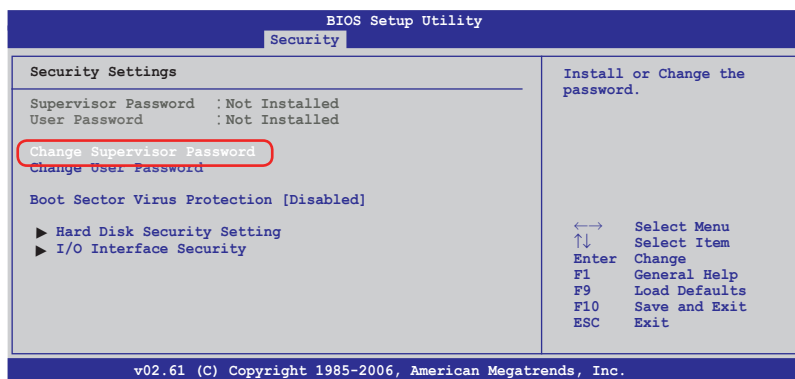 BIOS Setup Utility
Security
Security Settings
Supervisor Password : Not Installed
User Password : Not Installed
Change Supervisor Password
Change User Password
Boot Sector Virus Protection [Disabled]
▶ Hard Disk Security Setting
▶ I/O Interface Security
Install or Change the
password.
←→ Select Menu
↑↓ Select Item
Enter Change
F1 General Help
F9 Load Defaults
F10 Save and Exit
ESC Exit
v02.61 (C) Copyright 1985-2006, American Megatrends, Inc.